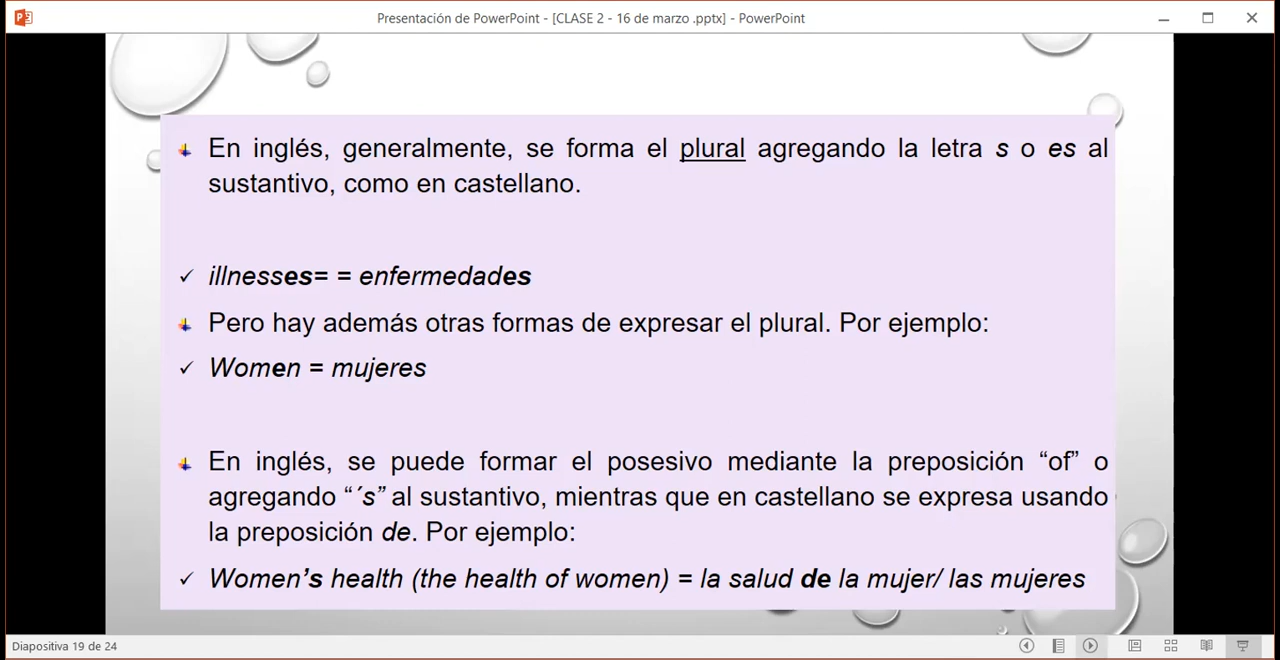 Presentación de PowerPoint - [CLASE 2 - 16 de marzo .pptx] - PowerPoint
En inglés, generalmente, se forma el plural agregando la letra s o es al
sustantivo, como en castellano.
illnesses= = enfermedades
Pero hay además otras formas de expresar el plural. Por ejemplo:
Women = mujeres
En inglés, se puede formar el posesivo mediante la preposición “of” o
agregando “´s” al sustantivo, mientras que en castellano se expresa usando
la preposición de. Por ejemplo:
Women’s health (the health of women) = la salud de la mujer/ las mujeres
Diapositiva 19 de 24